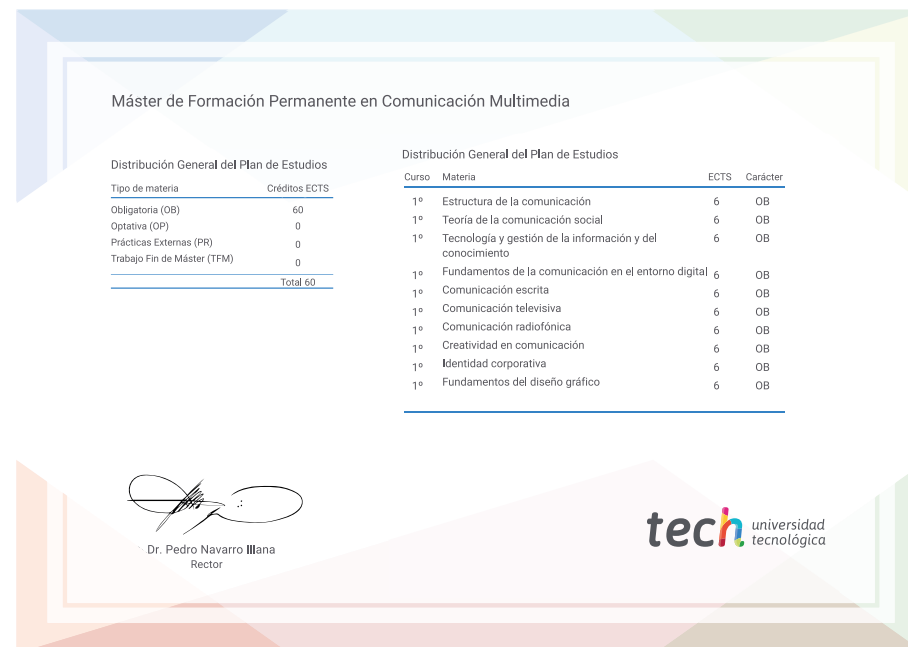 Máster de Formación Permanente en Comunicación Multimedia
Distribución General del Plan de Estudios
Tipo de materia Créditos ECTS
Obligatoria (OB) 60
Optativa (OP) 0
Prácticas Externas (PR) 0
Trabajo Fin de Máster (TFM) 0
Total 60
Distribución General del Plan de Estudios
Curso Materia ECTS Carácter
1º Estructura de la comunicación 6 OB
1º Teoría de la comunicación social 6 OB
1º Tecnología y gestión de la información y del 6 OB
conocimiento
1º Fundamentos de la comunicación en el entorno digital 6 OB
1º Comunicación escrita 6 OB
1º Comunicación televisiva 6 OB
1º Comunicación radiofónica 6 OB
1º Creatividad en comunicación 6 OB
1º Identidad corporativa 6 OB
1º Fundamentos del diseño gráfico 6 OB
Dr. Pedro Navarro Illana
Rector
tech universidad
tecnológica